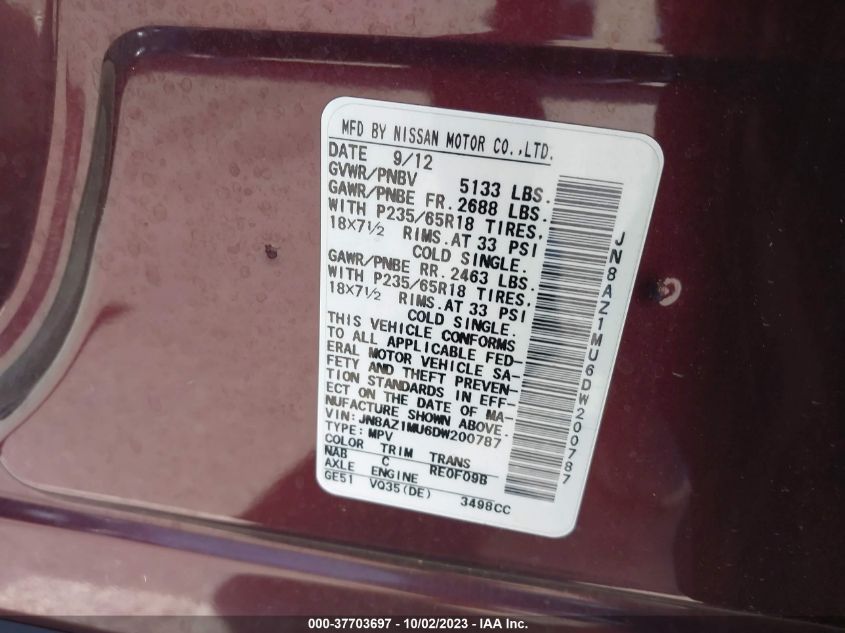 MFD BY NISSAN MOTOR CO.,LTD.
DATE 9/12
GVWR/PNBV 5133 LBS.
GAWR/PNBE FR. 2688 LBS.
WITH P235/65R18 TIRES,
18X7½ RIMS. AT 33 PSI
COLD SINGLE.
GAWR/PNBE RR. 2463 LBS.
WITH P235/65R18 TIRES,
18X7½ RIMS. AT 33 PSI
COLD SINGLE.
THIS VEHICLE CONFORMS
TO ALL APPLICABLE FED-
ERAL MOTOR VEHICLE SA-
FETY AND THEFT PREVEN-
TION STANDARDS IN EFF-
ECT ON THE DATE OF MA-
NUFACTURE SHOWN ABOVE.
VIN: JN8AZ1MU6DW200787
TYPE: MPV
COLOR TRIM TRANS
NAB C RE0F09B
AXLE ENGINE
GE51 VQ35(DE) 3498CC
JN8AZ1MU6DW200787
000-37703697 - 10/02/2023 - IAA Inc.